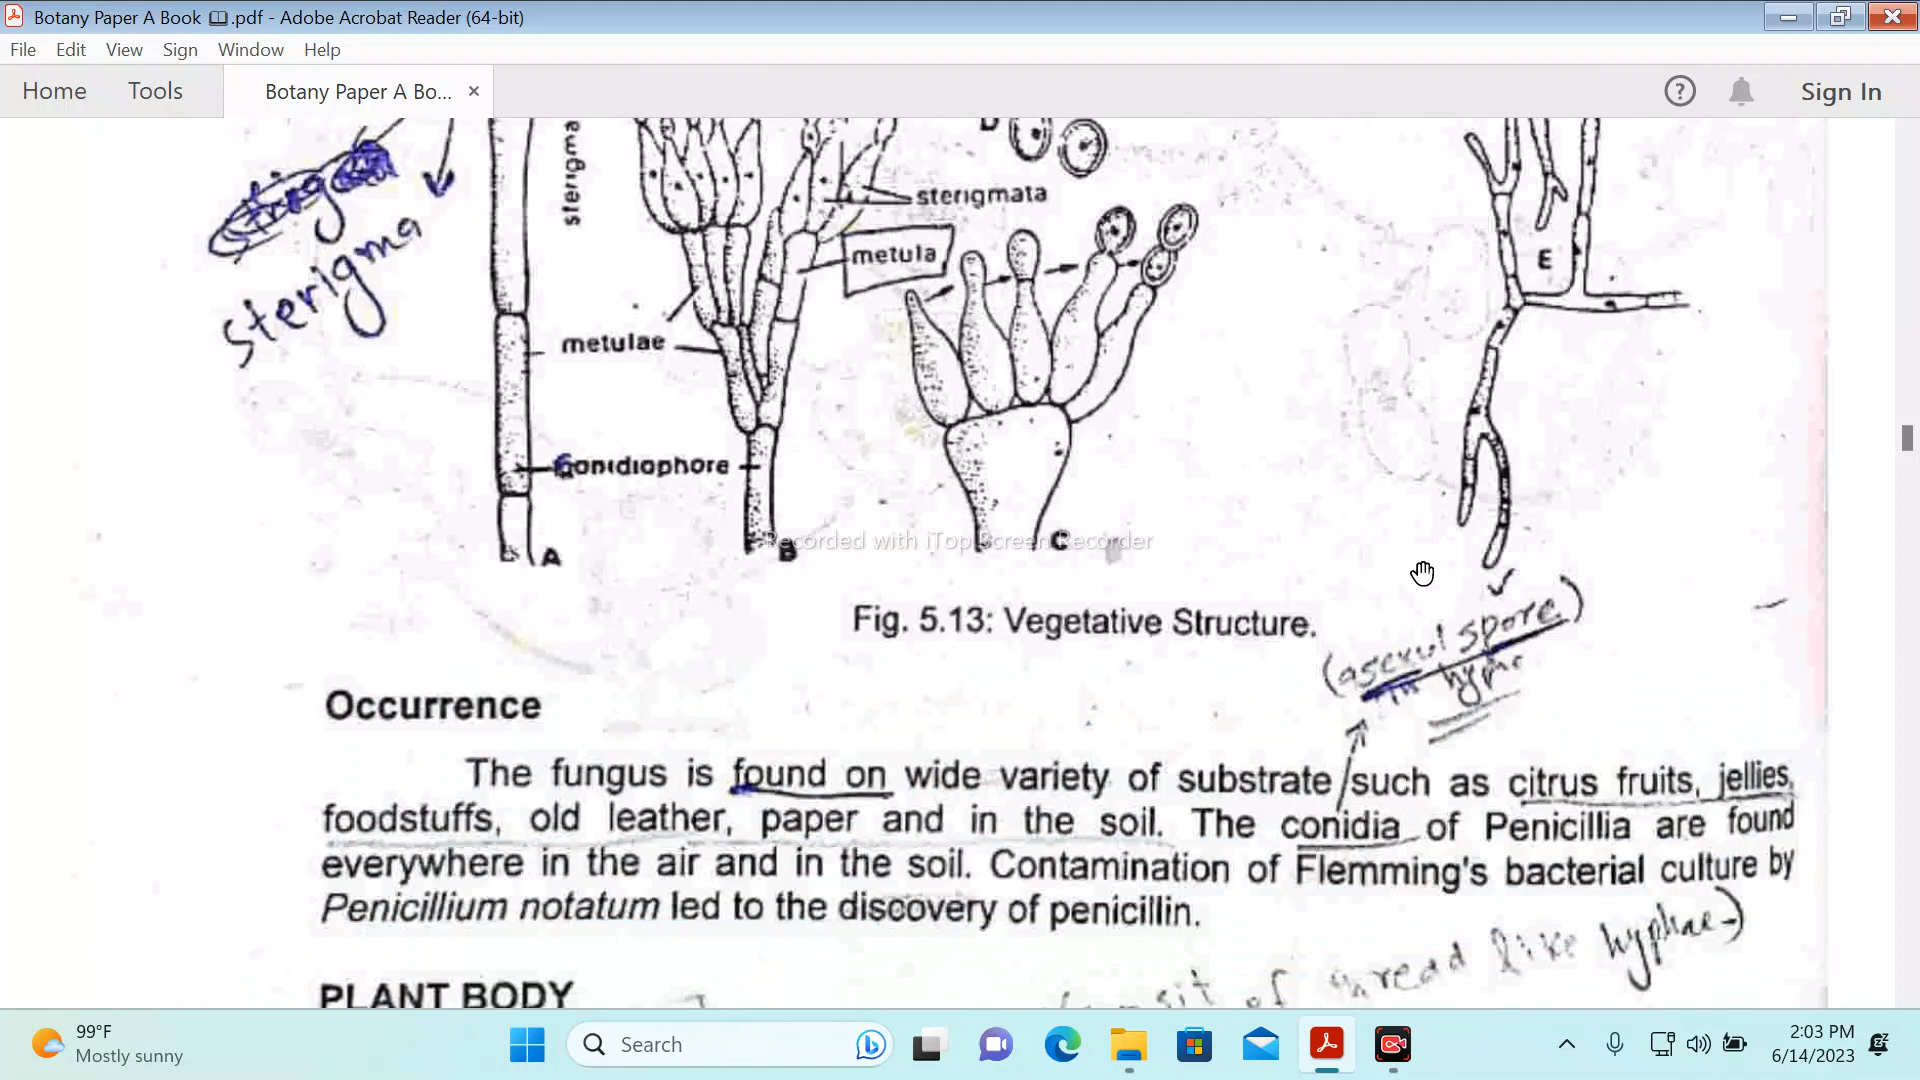 Botany Paper A Book 📖.pdf - Adobe Acrobat Reader (64-bit)
File Edit View Sign Window Help
Home Tools Botany Paper A Bo... × Sign In
sterigma
D
sterigmata
metula
E
sterigma
metulae
conidiophore
A B C
Recorded with iTop Screen Recorder
Fig. 5.13: Vegetative Structure.
(asexul spore)
in hyphe
Occurrence
The fungus is found on wide variety of substrate such as citrus fruits, jellies,
foodstuffs, old leather, paper and in the soil. The conidia of Penicillia are found
everywhere in the air and in the soil. Contamination of Flemming's bacterial culture by
Penicillium notatum led to the discovery of penicillin.
of thread like hyphae)
PLANT BODY
99°F
Mostly sunny
Search
2:03 PM
6/14/2023